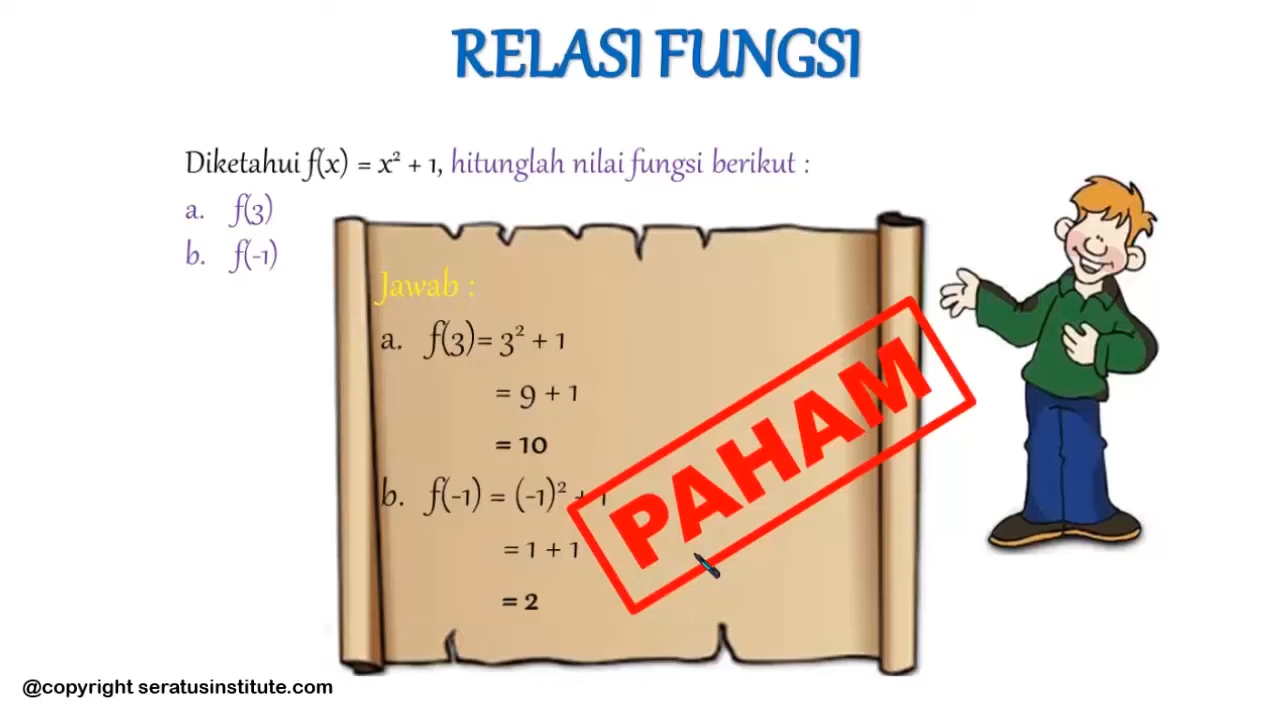 RELASI FUNGSI
Diketahui f(x) = x² + 1, hitunglah nilai fungsi berikut :
a. f(3)
b. f(-1)
Jawab :
a. f(3)= 3² + 1
= 9 + 1
= 10
b. f(-1) = (-1)² + 1
= 1 + 1
= 2
PAHAM
@copyright seratusinstitute.com